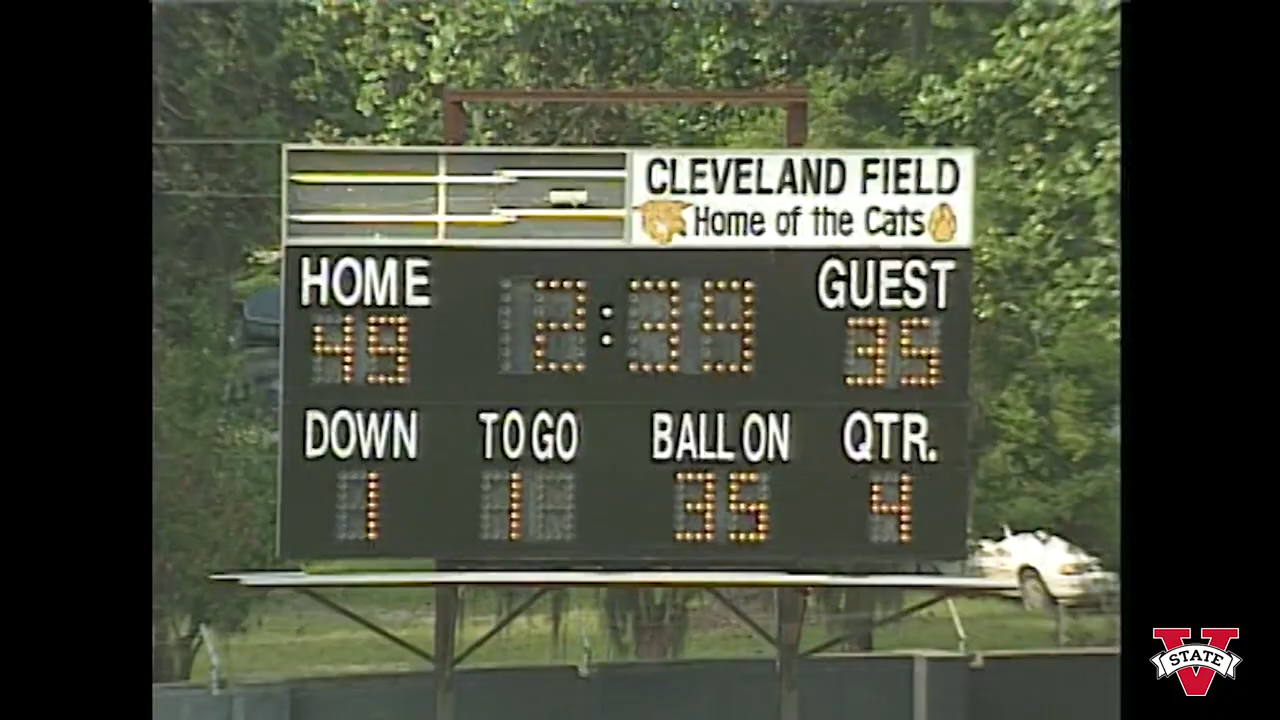 CLEVELAND FIELD
Home of the Cats
HOME 2:39 GUEST
49 35
DOWN TO GO BALL ON QTR.
1 1 35 4
V STATE